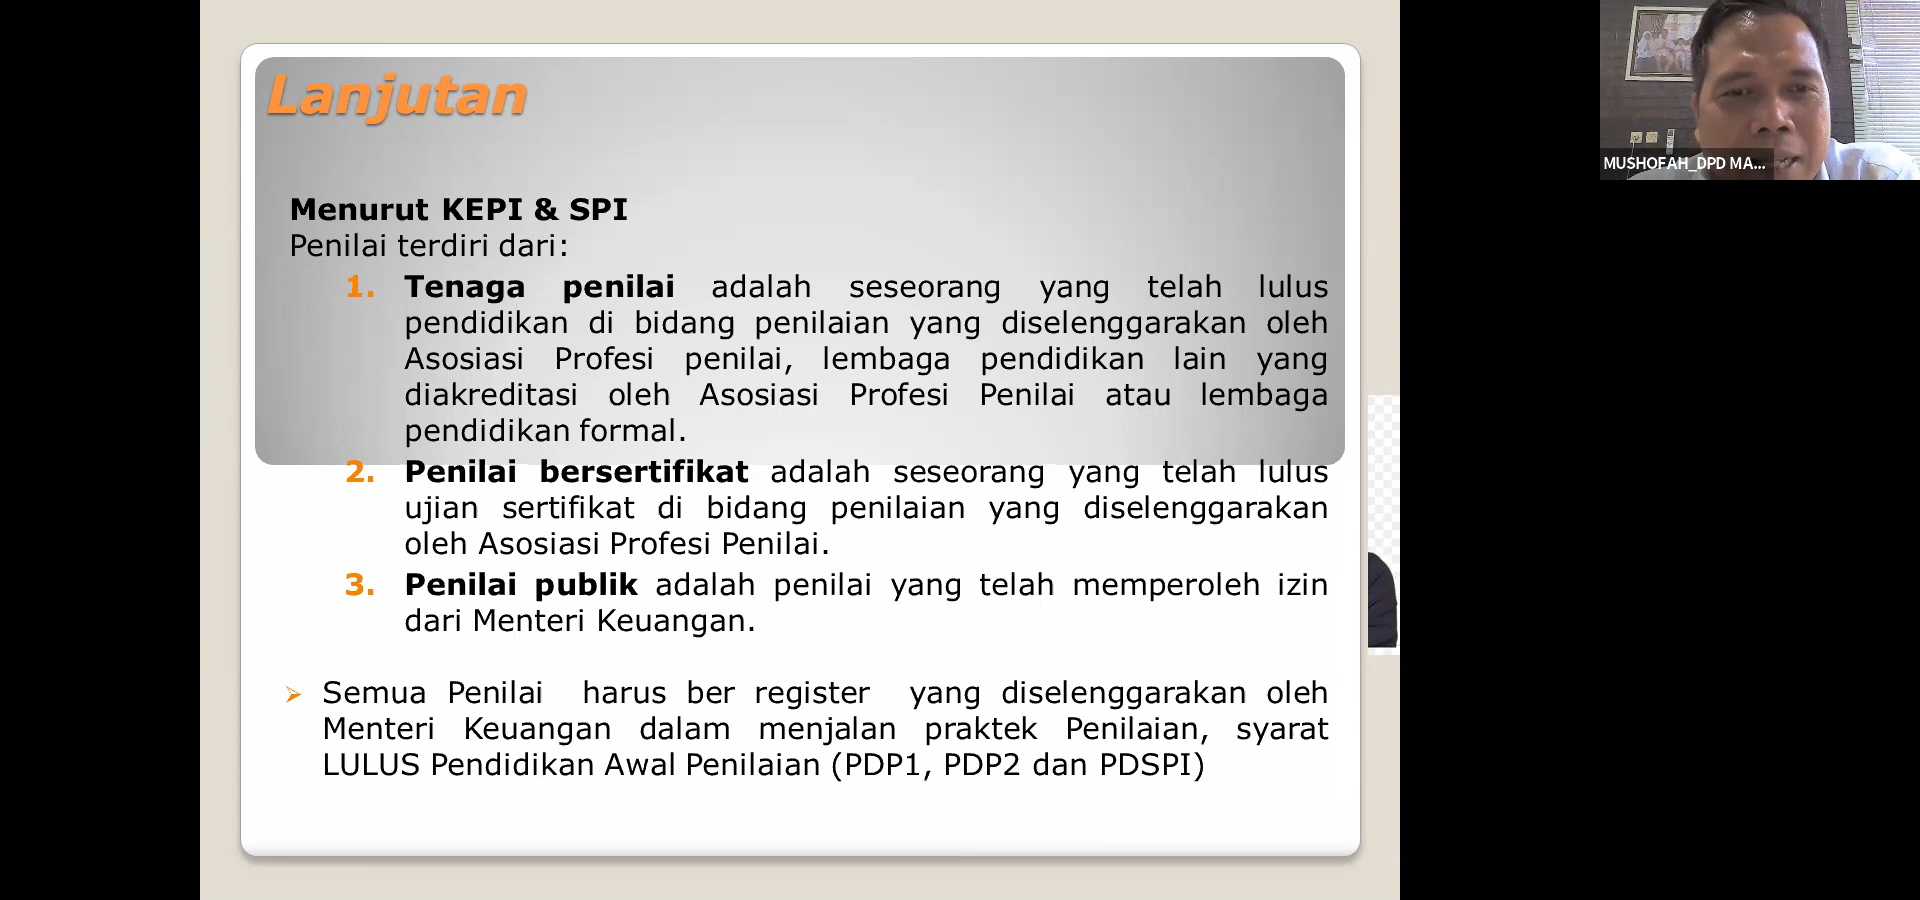 Lanjutan
Menurut KEPI & SPI
Penilai terdiri dari:
1. Tenaga penilai adalah seseorang yang telah lulus
pendidikan di bidang penilaian yang diselenggarakan oleh
Asosiasi Profesi penilai, lembaga pendidikan lain yang
diakreditasi oleh Asosiasi Profesi Penilai atau lembaga
pendidikan formal.
2. Penilai bersertifikat adalah seseorang yang telah lulus
ujian sertifikat di bidang penilaian yang diselenggarakan
oleh Asosiasi Profesi Penilai.
3. Penilai publik adalah penilai yang telah memperoleh izin
dari Menteri Keuangan.
Semua Penilai harus ber register yang diselenggarakan oleh
Menteri Keuangan dalam menjalan praktek Penilaian, syarat
LULUS Pendidikan Awal Penilaian (PDP1, PDP2 dan PDSPI)
MUSHOFAH_DPD MA...